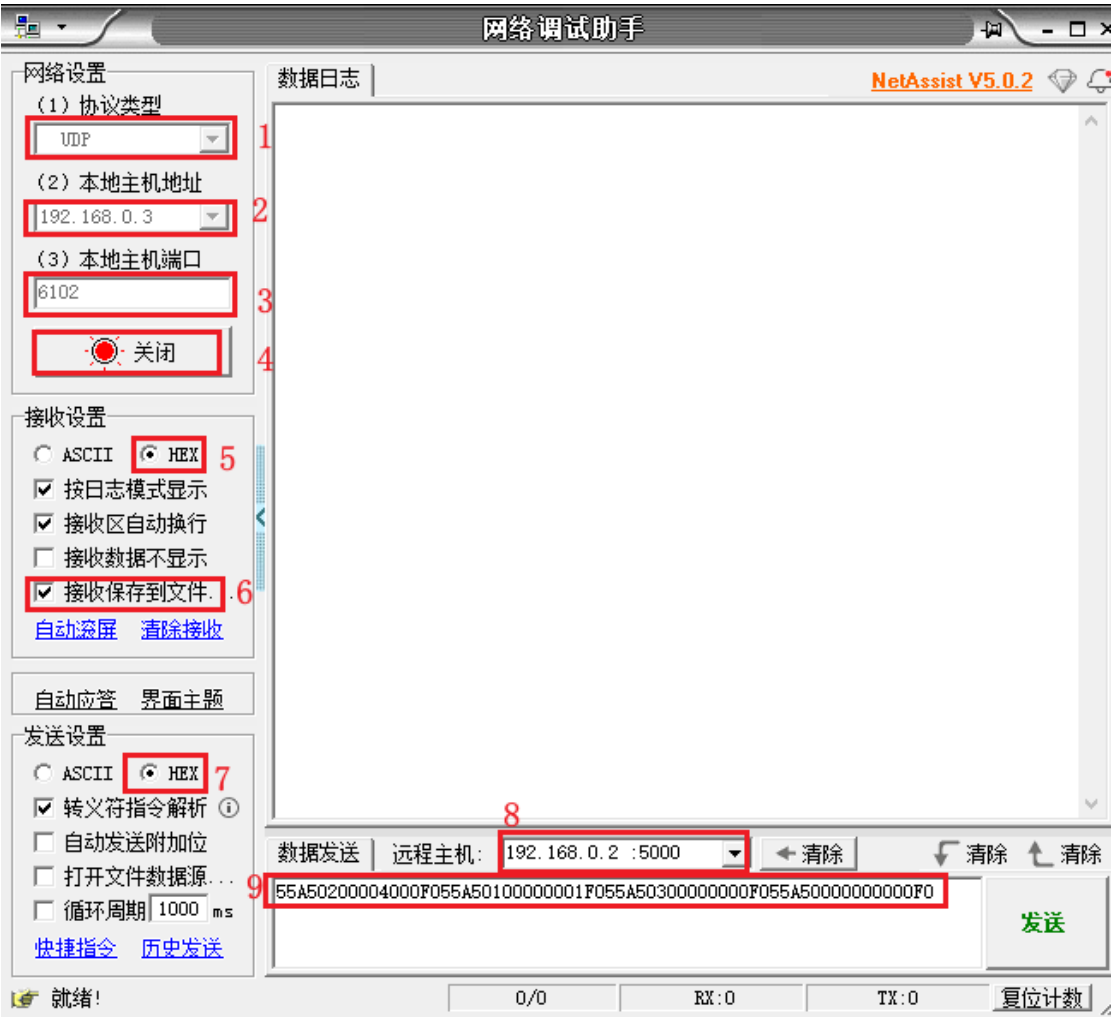 网络调试助手
网络设置
(1) 协议类型
UDP
1
(2) 本地主机地址
192.168.0.3
2
(3) 本地主机端口
6102
3
关闭
4
接收设置
ASCII HEX 5
按日志模式显示
接收区自动换行
接收数据不显示
接收保存到文件. . 6
自动滚屏 清除接收
自动应答 界面主题
发送设置
ASCII HEX 7
转义符指令解析
自动发送附加位
打开文件数据源...
循环周期 1000 ms
快捷指令 历史发送
数据日志
NetAssist V5.0.2
8
数据发送 远程主机: 192.168.0.2 :5000 清除 清除 清除
9
55A50200004000F055A50100000001F055A50300000000F055A50000000000F0
发送
就绪! 0/0 RX:0 TX:0 复位计数